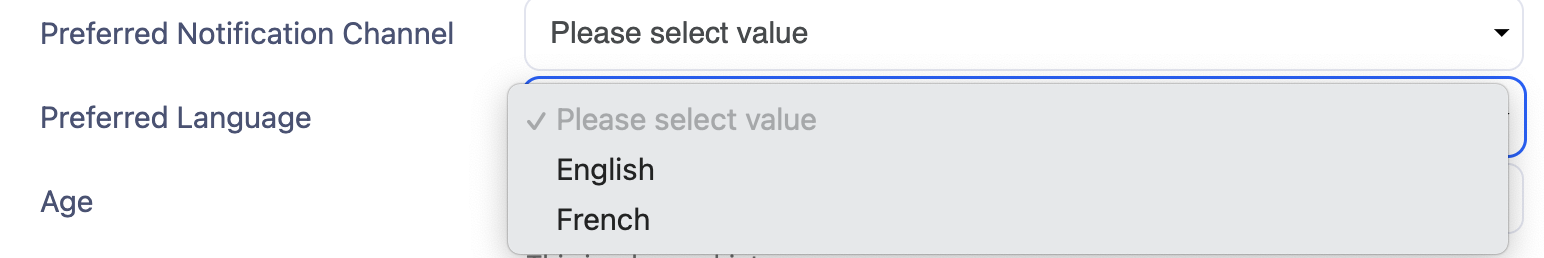 Preferred Notification Channel
Please select value
Preferred Language
✓ Please select value
English
French
Age